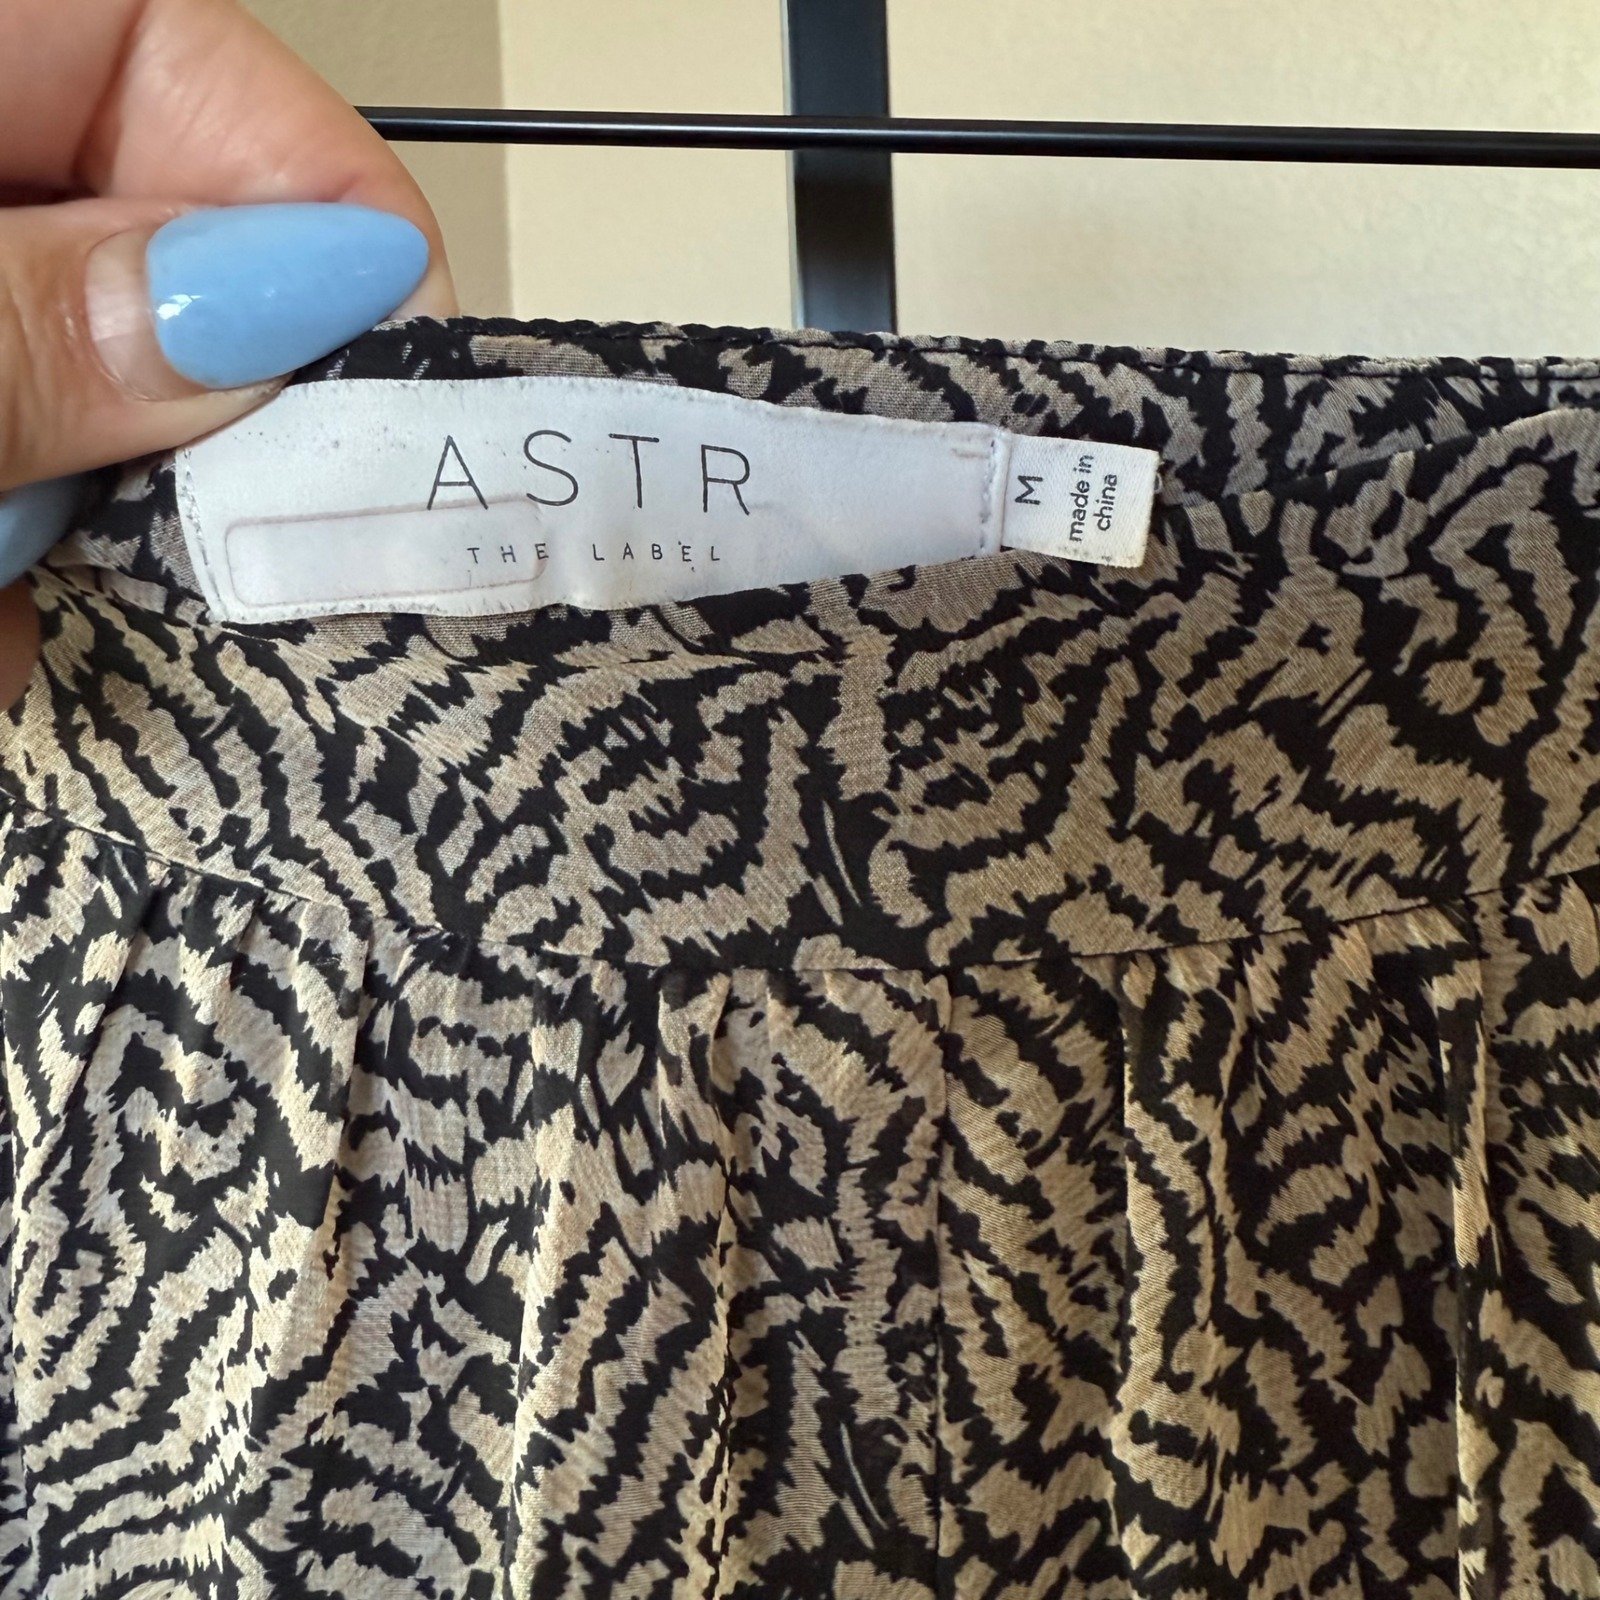 ASTR
THE LABEL
M
made in
china